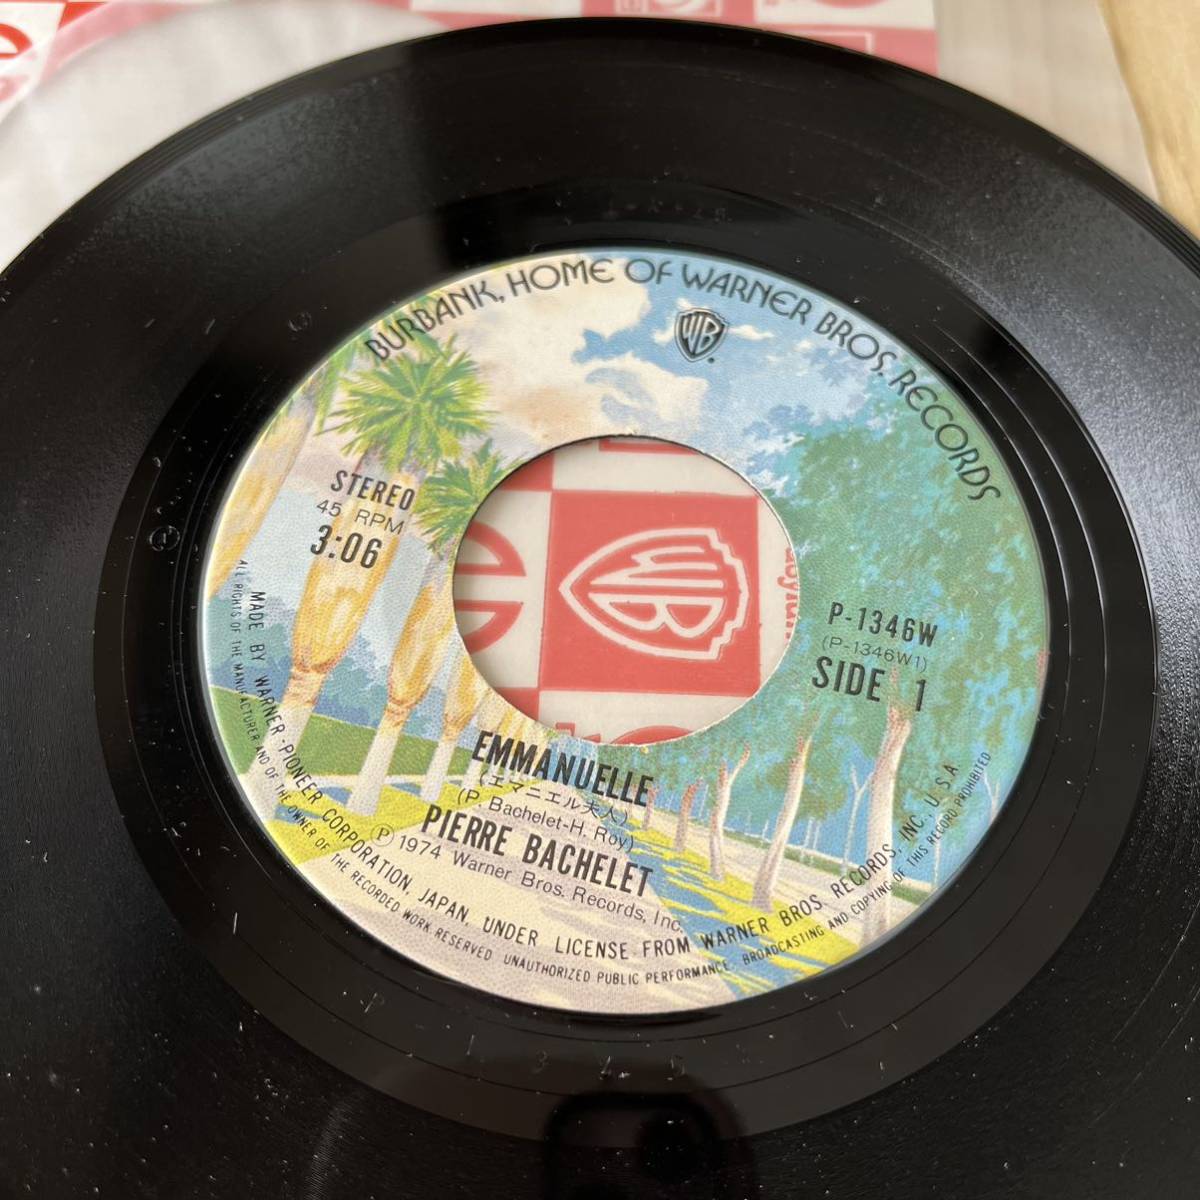 BURBANK, HOME OF WARNER BROS. RECORDS
WB
STEREO
45 RPM
3:06
P-1346W
(P-1346W1)
SIDE 1
EMMANUELLE
(エマニエル夫人)
(P. Bachelet-H. Roy)
PIERRE BACHELET
Ⓟ 1974 Warner Bros. Records, Inc.
MADE BY WARNER-PIONEER CORPORATION, JAPAN, UNDER LICENSE FROM WARNER BROS. RECORDS, INC., U.S.A.
ALL RIGHTS OF THE MANUFACTURER AND OF THE OWNER OF THE RECORDED WORK RESERVED UNAUTHORIZED PUBLIC PERFORMANCE. BROADCASTING AND COPYING OF THIS RECORD PROHIBITED
WB